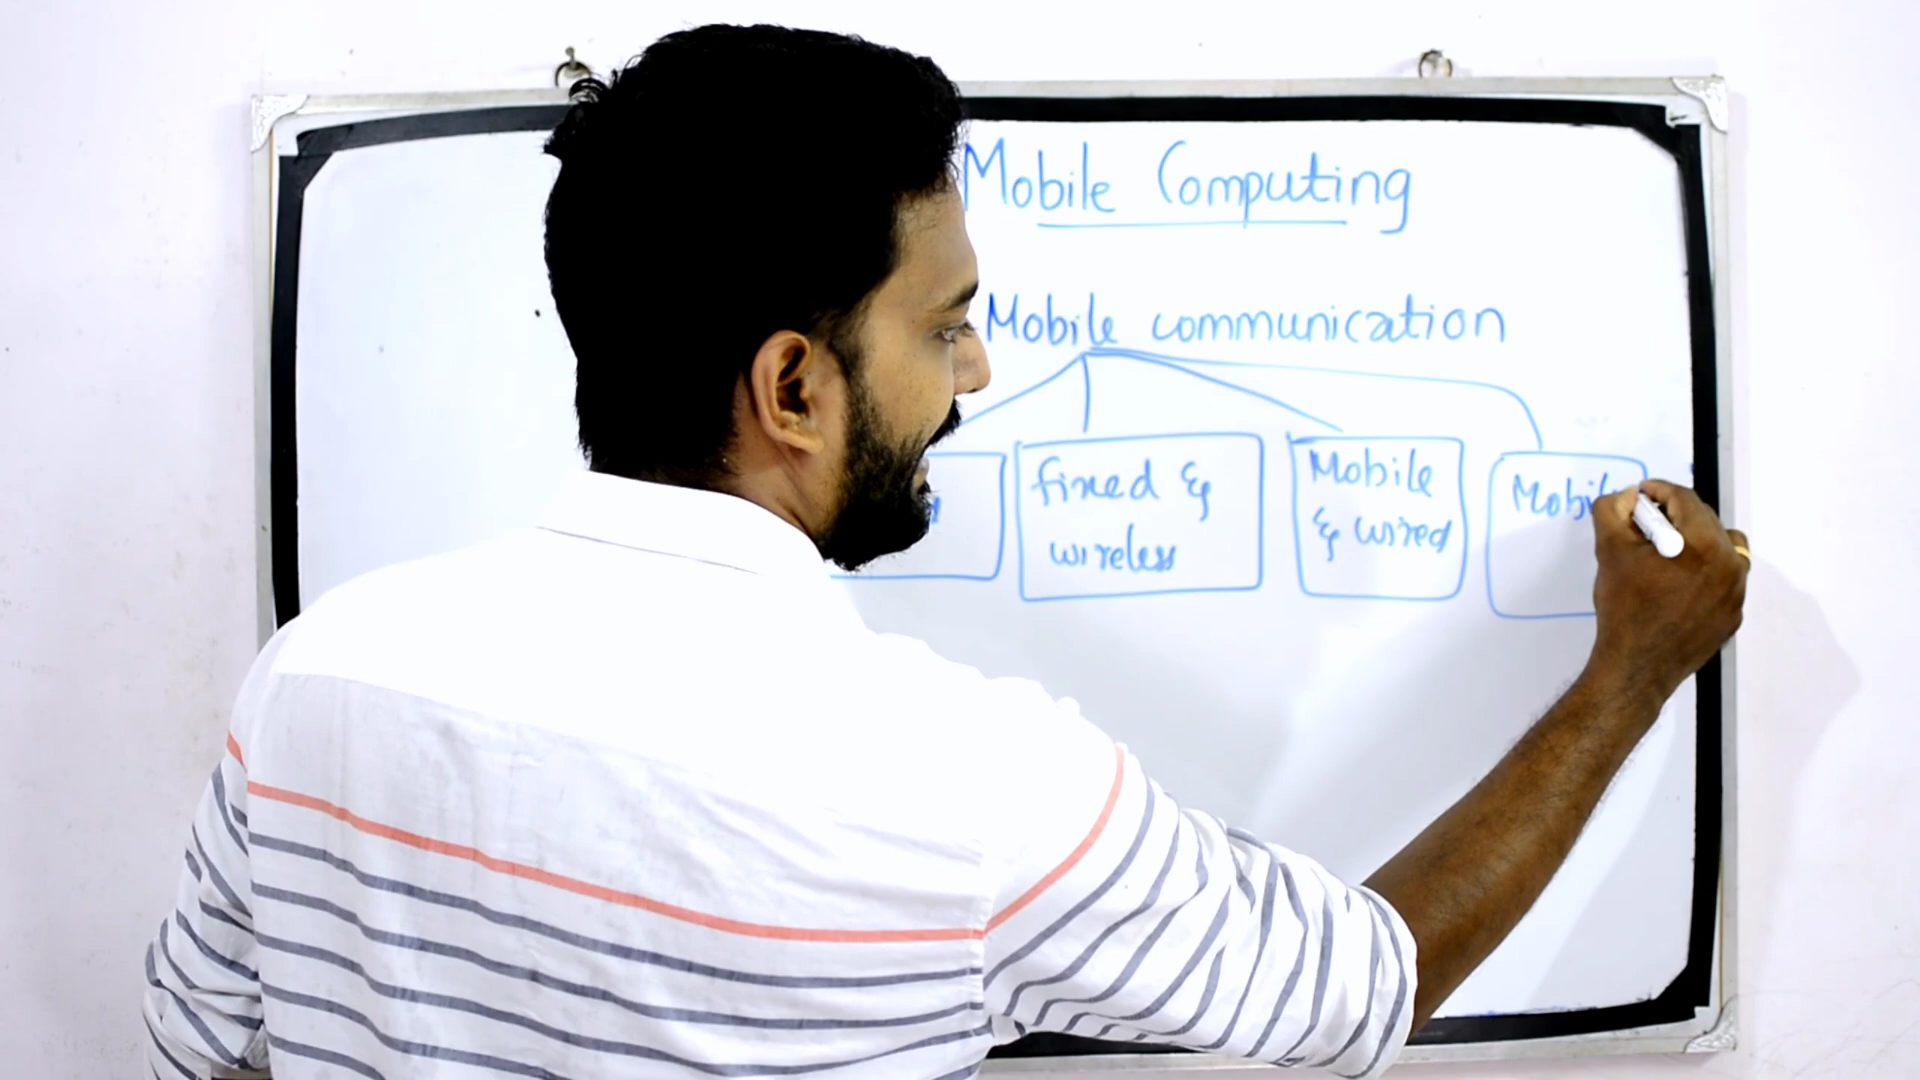 Mobile Computing
Mobile communication
fixed &
wireless
Mobile
& wired
Mobile